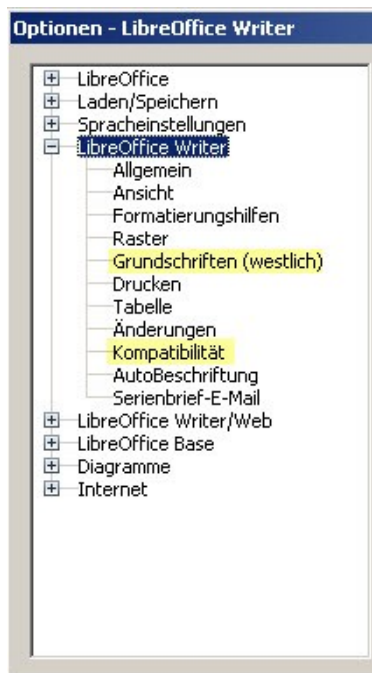 Optionen - LibreOffice Writer
LibreOffice
Laden/Speichern
Spracheinstellungen
LibreOffice Writer
Allgemein
Ansicht
Formatierungshilfen
Raster
Grundschriften (westlich)
Drucken
Tabelle
Änderungen
Kompatibilität
AutoBeschriftung
Serienbrief-E-Mail
LibreOffice Writer/Web
LibreOffice Base
Diagramme
Internet